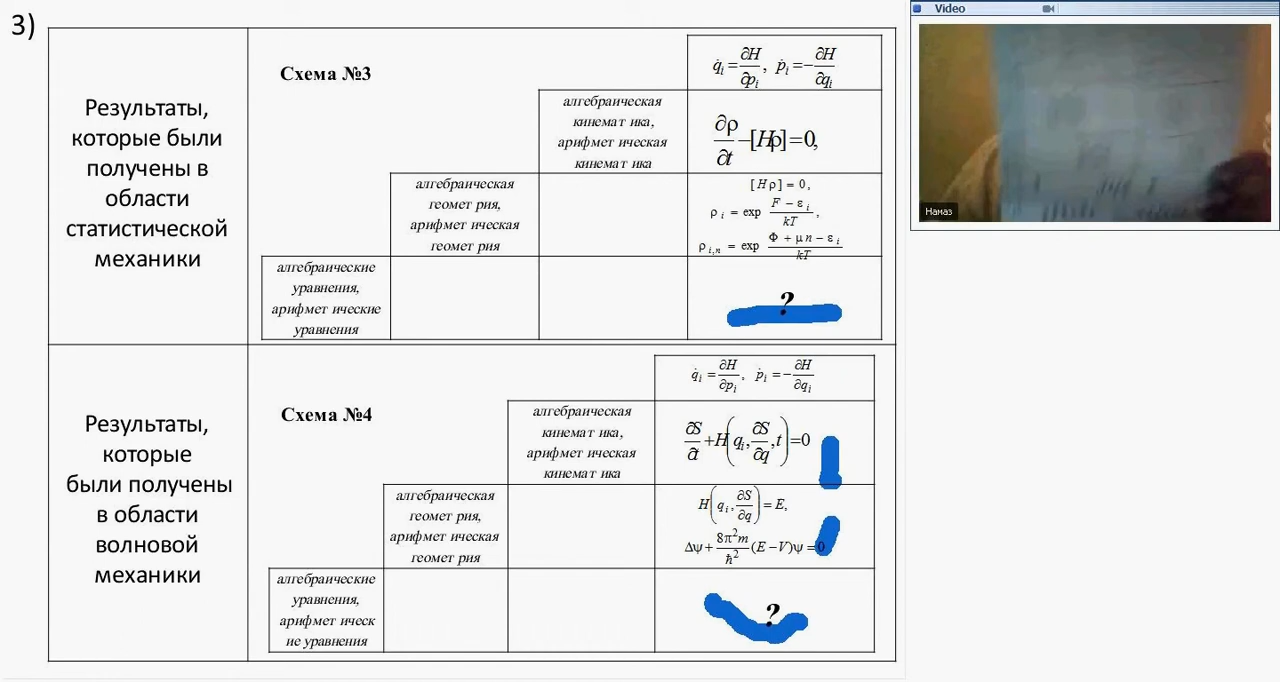 3)
Результаты,
которые были
получены в
области
статистической
механики
Схема №3
q̇ᵢ = ∂H/∂pᵢ, ṗᵢ = −∂H/∂qᵢ
алгебраическая
кинемат ика,
арифмет ическая
кинемат ика
∂ρ/∂t −[Hρ]=0,
алгебраическая
геомет рия,
арифмет ическая
геомет рия
[Hρ] = 0,
ρᵢ = exp (F − εᵢ)/kT,
ρᵢ,ₙ = exp (Φ + μn − εᵢ)/kT
алгебраические
уравнения,
арифмет ические
уравнения
?
Результаты,
которые
были получены
в области
волновой
механики
Схема №4
q̇ᵢ = ∂H/∂pᵢ, ṗᵢ = −∂H/∂qᵢ
алгебраическая
кинемат ика,
арифмет ическая
кинемат ика
∂S/∂t + H(qᵢ, ∂S/∂q, t) = 0
алгебраическая
геомет рия,
арифмет ическая
геомет рия
H(qᵢ, ∂S/∂q) = E,
Δψ + 8π²m/ħ² (E − V)ψ = 0
алгебраические
уравнения,
арифмет ическ
ие уравнения
?
Video
Намаз